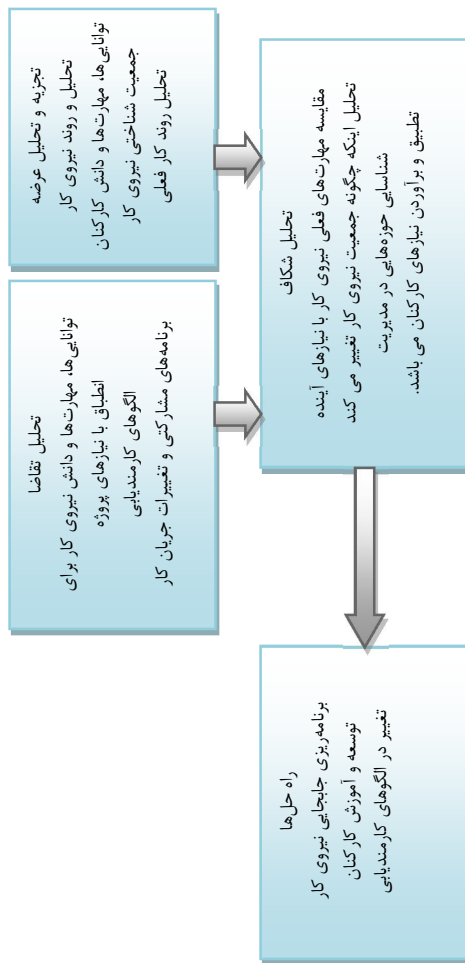 تجزیه و تحلیل عرضه
تحلیل و روند نیروی کار
توانایی‌ها، مهارت‌ها و دانش کارکنان
جمعیت شناختی نیروی کار
تحلیل روند کار فعلی
تحلیل تقاضا
توانایی‌ها، مهارت‌ها و دانش نیروی کار برای
انطباق با نیازهای پروژه
الگوهای کارمندیابی
برنامه‌های مشارکتی و تغییرات جریان کار
تحلیل شکاف
مقایسه مهارت‌های فعلی نیروی کار با نیازهای آینده
تحلیل اینکه چگونه جمعیت نیروی کار تغییر می کند
شناسایی حوزه‌هایی در مدیریت
تطبیق و برآوردن نیازهای کارکنان می باشد.
راه حل‌ها
برنامه‌ریزی جابجایی نیروی کار
توسعه و آموزش کارکنان
تغییر در الگوهای کارمندیابی